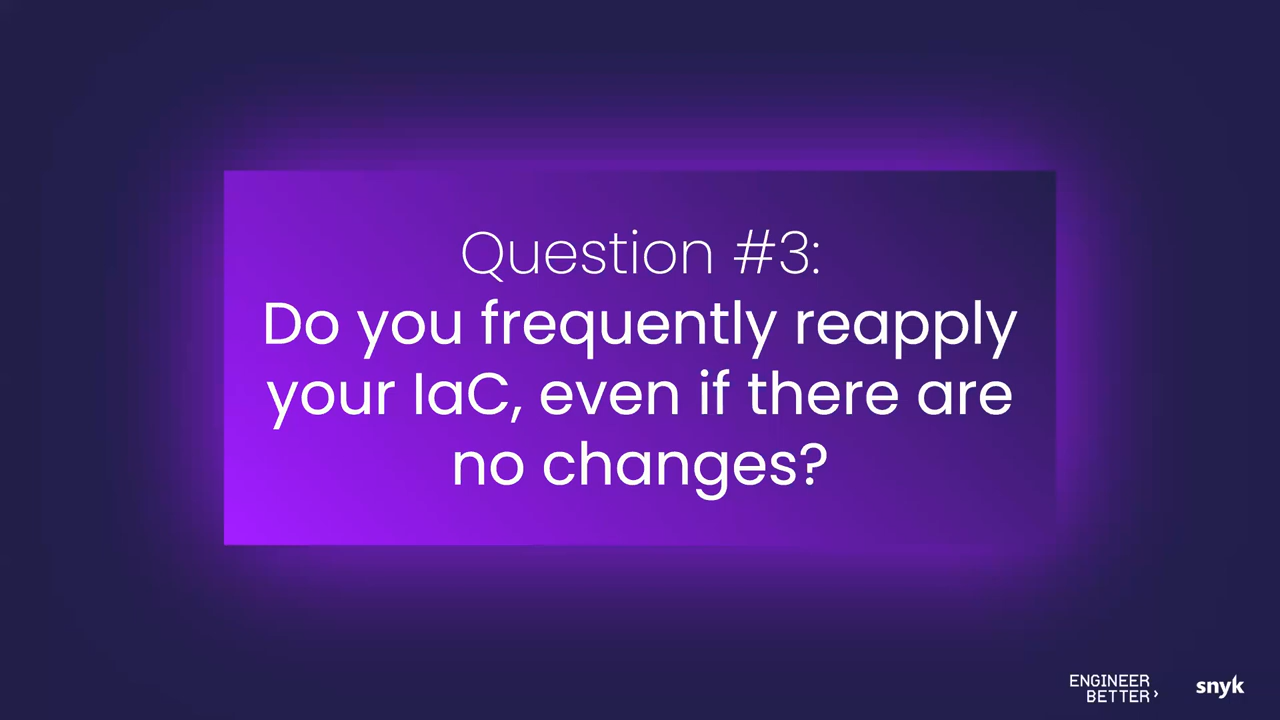 Question #3:
Do you frequently reapply
your IaC, even if there are
no changes?
ENGINEER
BETTER›
snyk